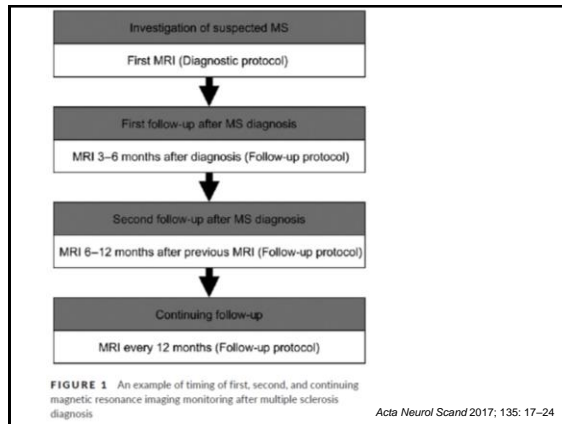 Investigation of suspected MS
First MRI (Diagnostic protocol)
First follow-up after MS diagnosis
MRI 3–6 months after diagnosis (Follow-up protocol)
Second follow-up after MS diagnosis
MRI 6–12 months after previous MRI (Follow-up protocol)
Continuing follow-up
MRI every 12 months (Follow-up protocol)
FIGURE 1 An example of timing of first, second, and continuing
magnetic resonance imaging monitoring after multiple sclerosis
diagnosis
Acta Neurol Scand 2017; 135: 17–24